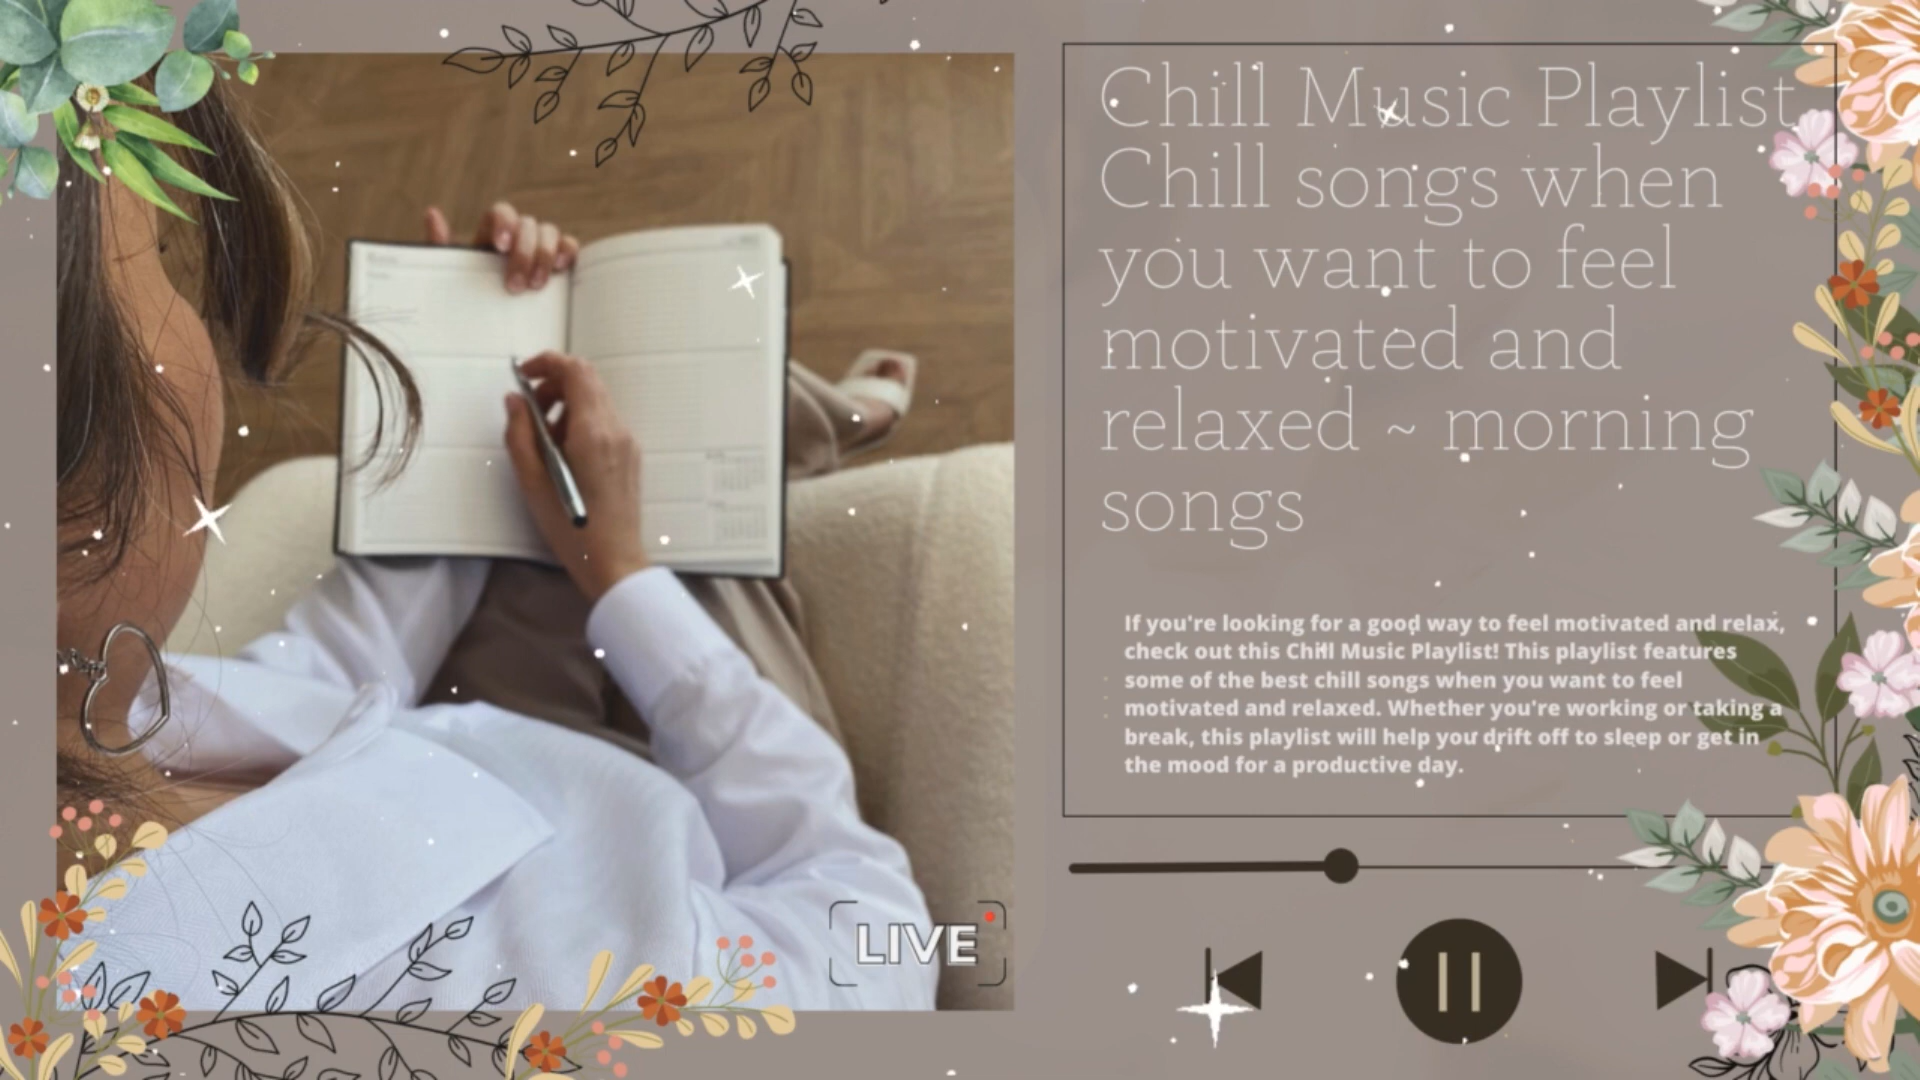 Chill Music Playlist
Chill songs when
you want to feel
motivated and
relaxed ~ morning
songs
If you're looking for a good way to feel motivated and relax,
check out this Chill Music Playlist! This playlist features
some of the best chill songs when you want to feel
motivated and relaxed. Whether you're working or taking a
break, this playlist will help you drift off to sleep or get in
the mood for a productive day.
LIVE